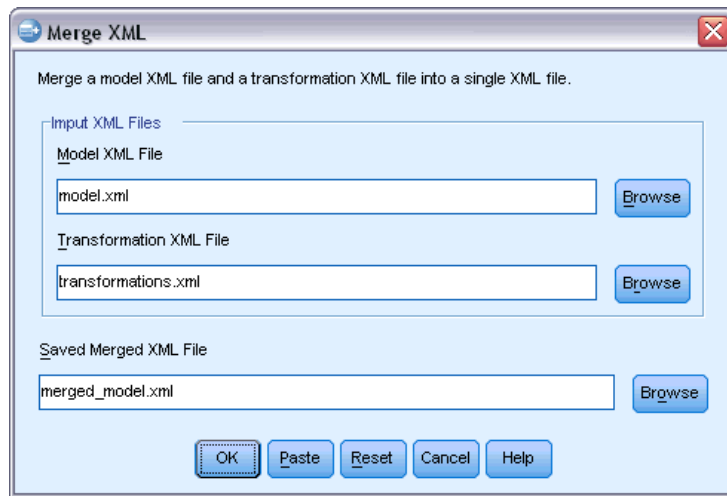 Merge XML
Merge a model XML file and a transformation XML file into a single XML file.
Input XML Files
Model XML File
model.xml
Browse
Transformation XML File
transformations.xml
Browse
Saved Merged XML File
merged_model.xml
Browse
OK Paste Reset Cancel Help